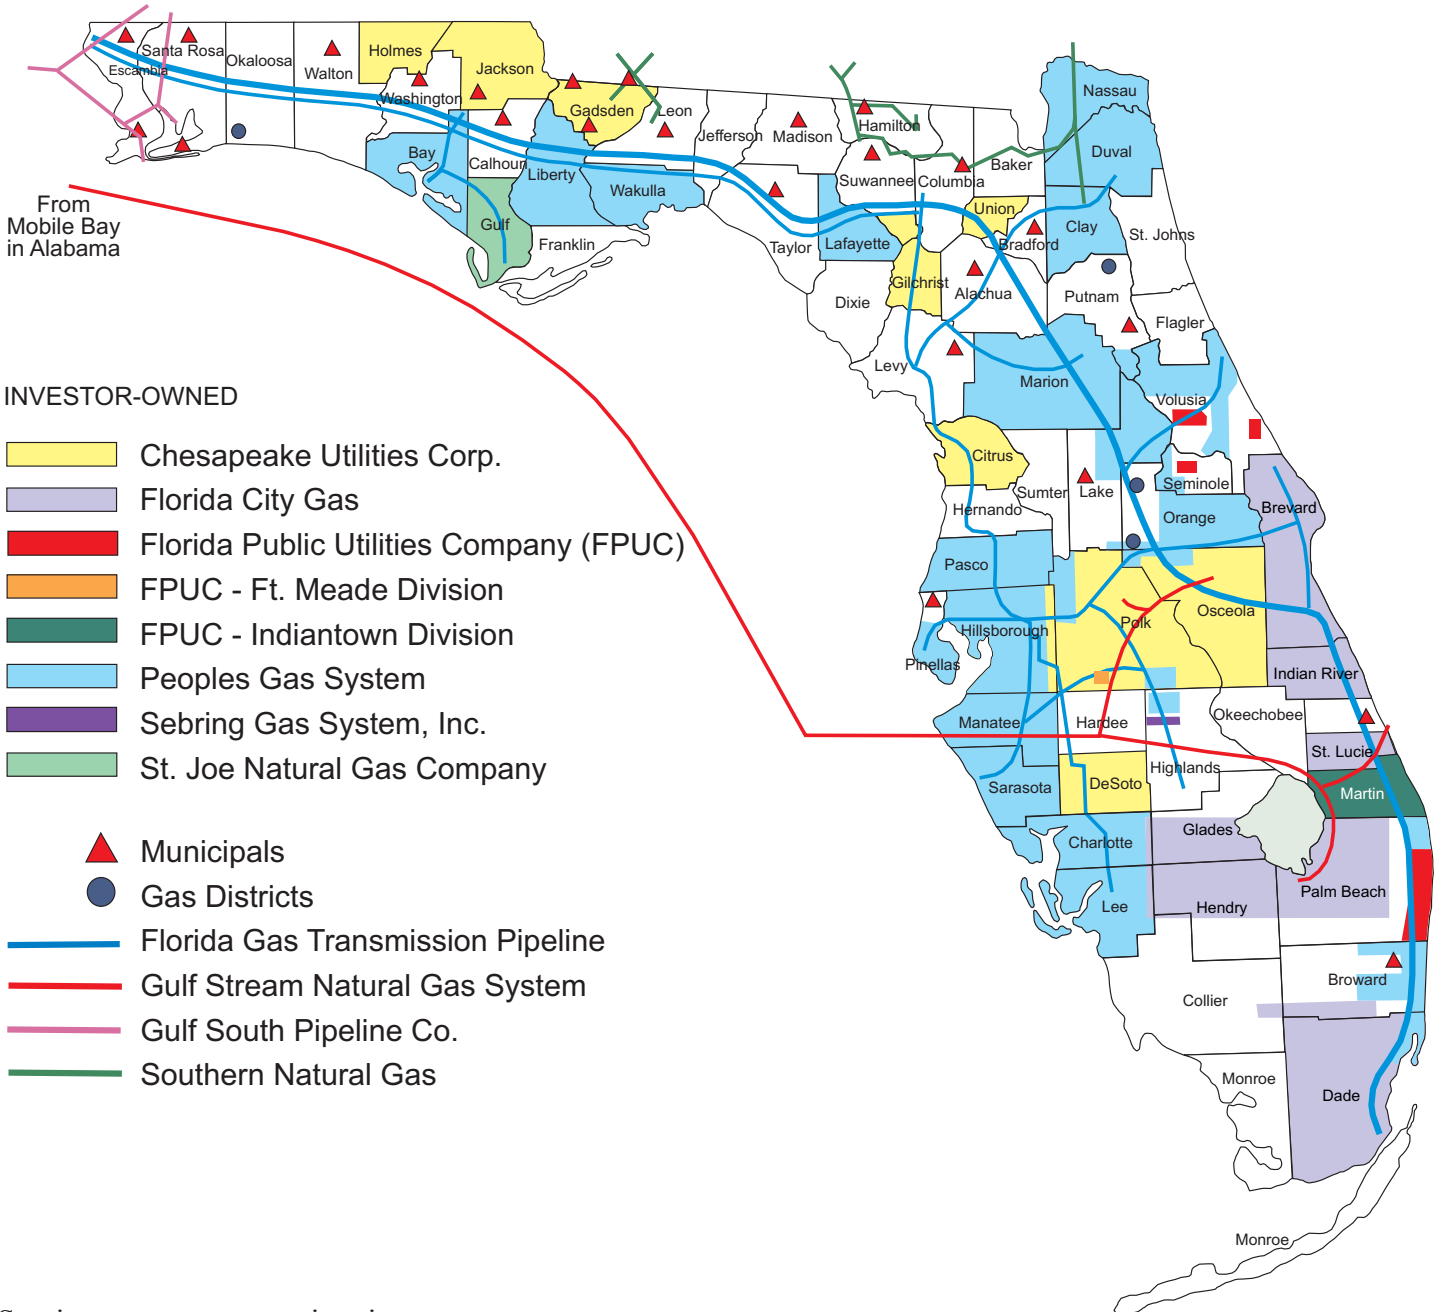 Santa Rosa
Escambia
Okaloosa
Walton
Holmes
Washington
Jackson
Gadsden
Leon
Jefferson
Madison
Hamilton
Nassau
Duval
Baker
Bay
Calhoun
Liberty
Wakulla
Suwannee
Columbia
Union
Gulf
Franklin
Taylor
Lafayette
Bradford
Clay
St. Johns
From
Mobile Bay
in Alabama
Dixie
Gilchrist
Alachua
Putnam
Flagler
Levy
Marion
Volusia
Citrus
Sumter
Lake
Seminole
Hernando
Orange
Brevard
Pasco
Hillsborough
Polk
Osceola
Pinellas
Indian River
Manatee
Hardee
Okeechobee
St. Lucie
Highlands
Sarasota
DeSoto
Martin
Charlotte
Glades
Lee
Hendry
Palm Beach
Broward
Collier
Monroe
Dade
Monroe
INVESTOR-OWNED
Chesapeake Utilities Corp.
Florida City Gas
Florida Public Utilities Company (FPUC)
FPUC - Ft. Meade Division
FPUC - Indiantown Division
Peoples Gas System
Sebring Gas System, Inc.
St. Joe Natural Gas Company
Municipals
Gas Districts
Florida Gas Transmission Pipeline
Gulf Stream Natural Gas System
Gulf South Pipeline Co.
Southern Natural Gas